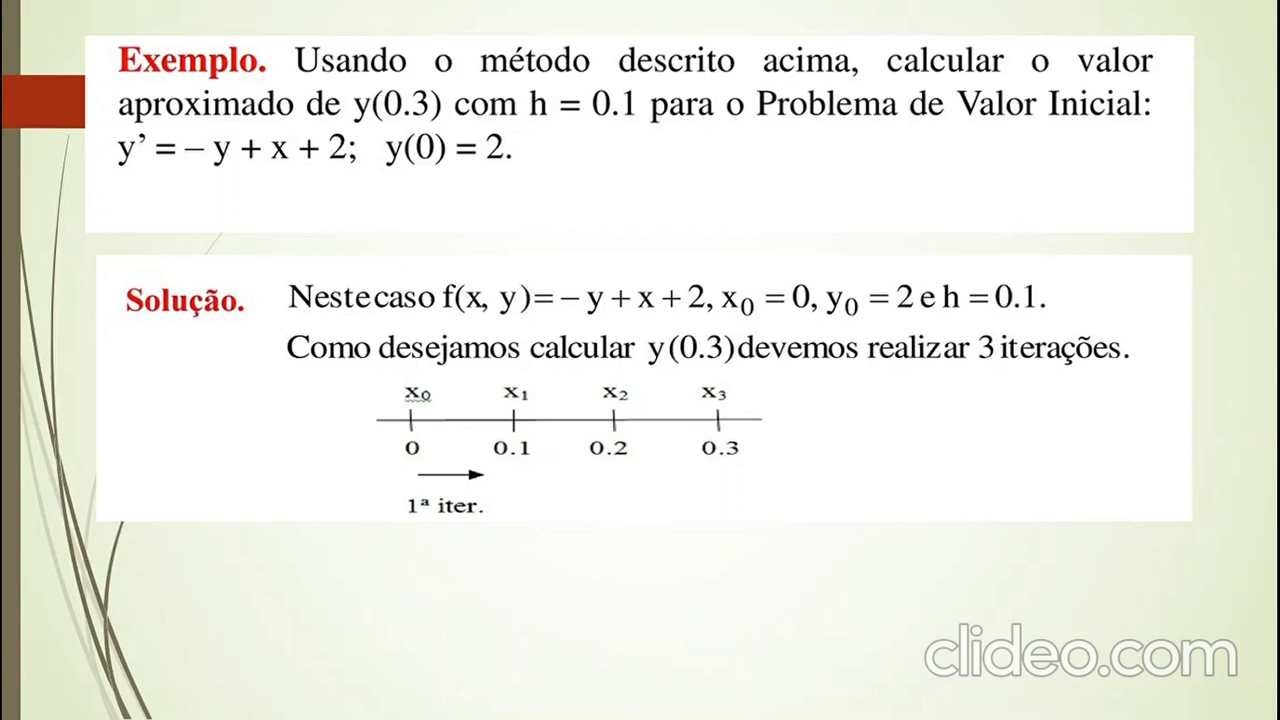 Exemplo. Usando o método descrito acima, calcular o valor
aproximado de y(0.3) com h = 0.1 para o Problema de Valor Inicial:
y’ = – y + x + 2; y(0) = 2.
Solução. Neste caso f(x, y) = – y + x + 2, x₀ = 0, y₀ = 2 e h = 0.1.
Como desejamos calcular y(0.3) devemos realizar 3 iterações.
x₀ x₁ x₂ x₃
0 0.1 0.2 0.3
1ª iter.
clideo.com